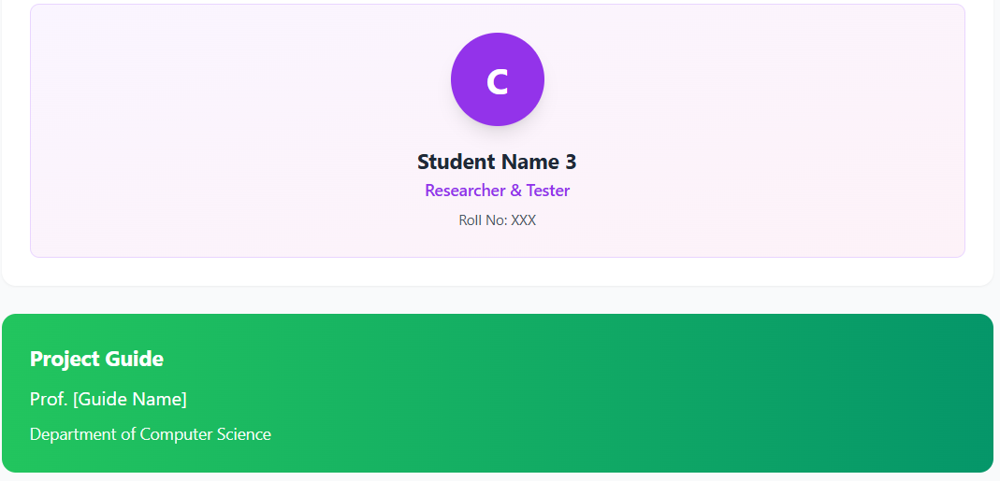 C
Student Name 3
Researcher & Tester
Roll No: XXX
Project Guide
Prof. [Guide Name]
Department of Computer Science